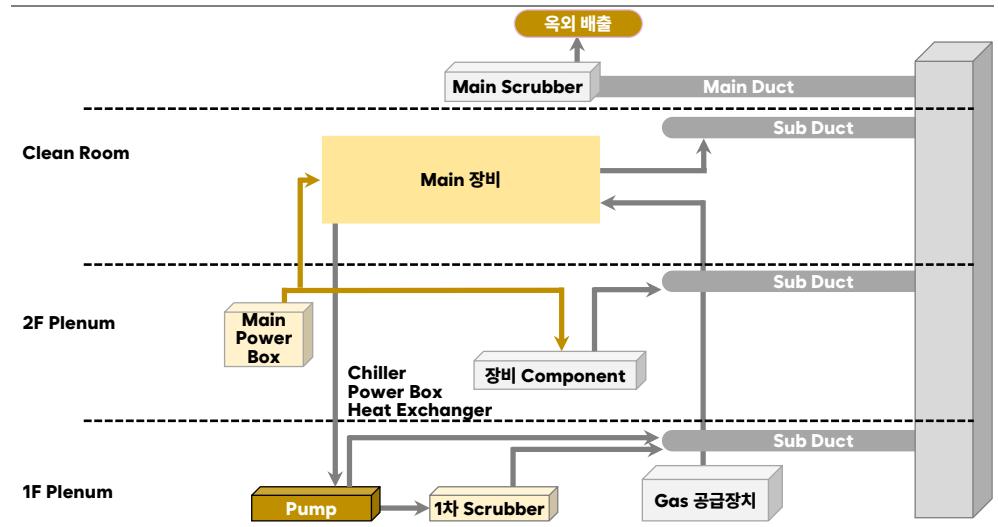 옥외 배출
Main Scrubber
Main Duct
Sub Duct
Clean Room
Main 장비
Sub Duct
2F Plenum
Main
Power
Box
장비 Component
Chiller
Power Box
Heat Exchanger
Sub Duct
1F Plenum
Pump
1차 Scrubber
Gas 공급장치